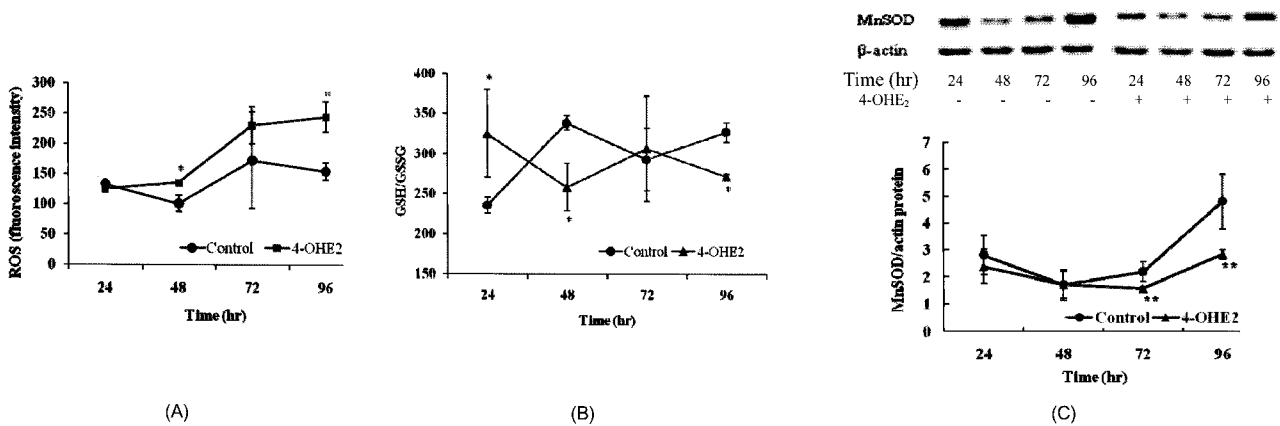 ROS (fluoroscence intensity)
300
250
200
150
100
50
0
*
*
Control 4-OHE2
24 48 72 96
Time (hr)
(A)
GSH/GSSG
400
350
300
250
200
150
*
*
*
Control 4-OHE2
24 48 72 96
Time (hr)
(B)
MnSOD
β-actin
Time (hr) 24 48 72 96 24 48 72 96
4-OHE₂ - - - - + + + +
MnSOD/actin protein
7
6
5
4
3
2
1
0
**
**
Control 4-OHE2
24 48 72 96
Time (hr)
(C)